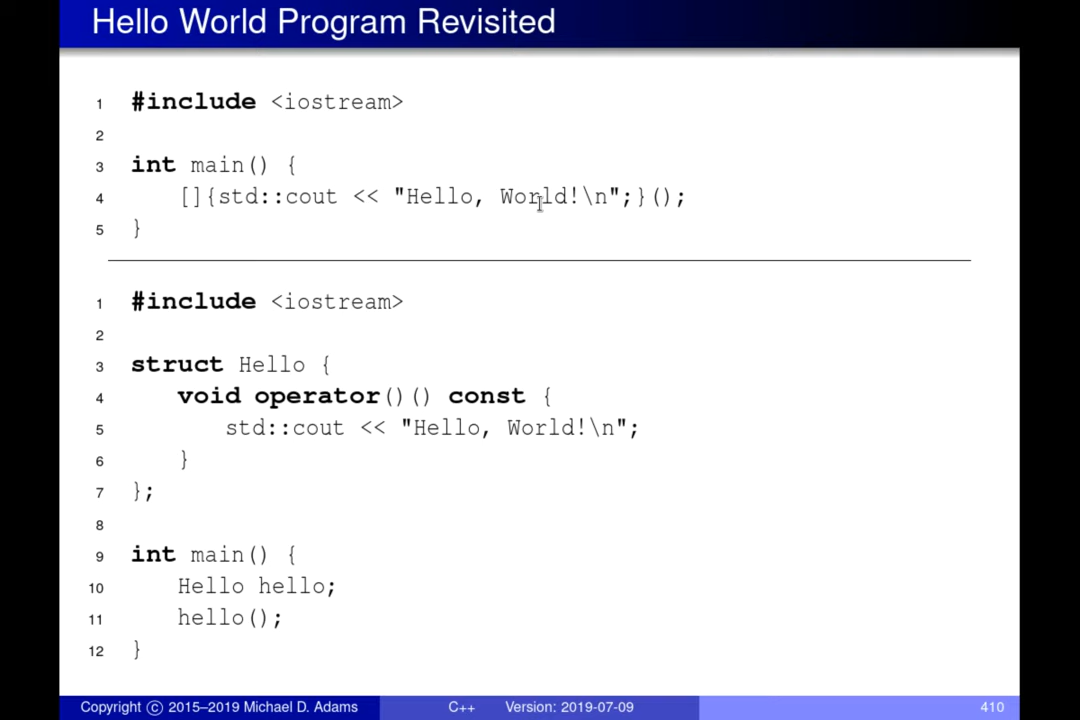 Hello World Program Revisited
1 #include <iostream>
2
3 int main() {
4 []{std::cout << "Hello, World!\n";}();
5 }
1 #include <iostream>
2
3 struct Hello {
4 void operator()() const {
5 std::cout << "Hello, World!\n";
6 }
7 };
8
9 int main() {
10 Hello hello;
11 hello();
12 }
Copyright © 2015–2019 Michael D. Adams C++ Version: 2019-07-09 410